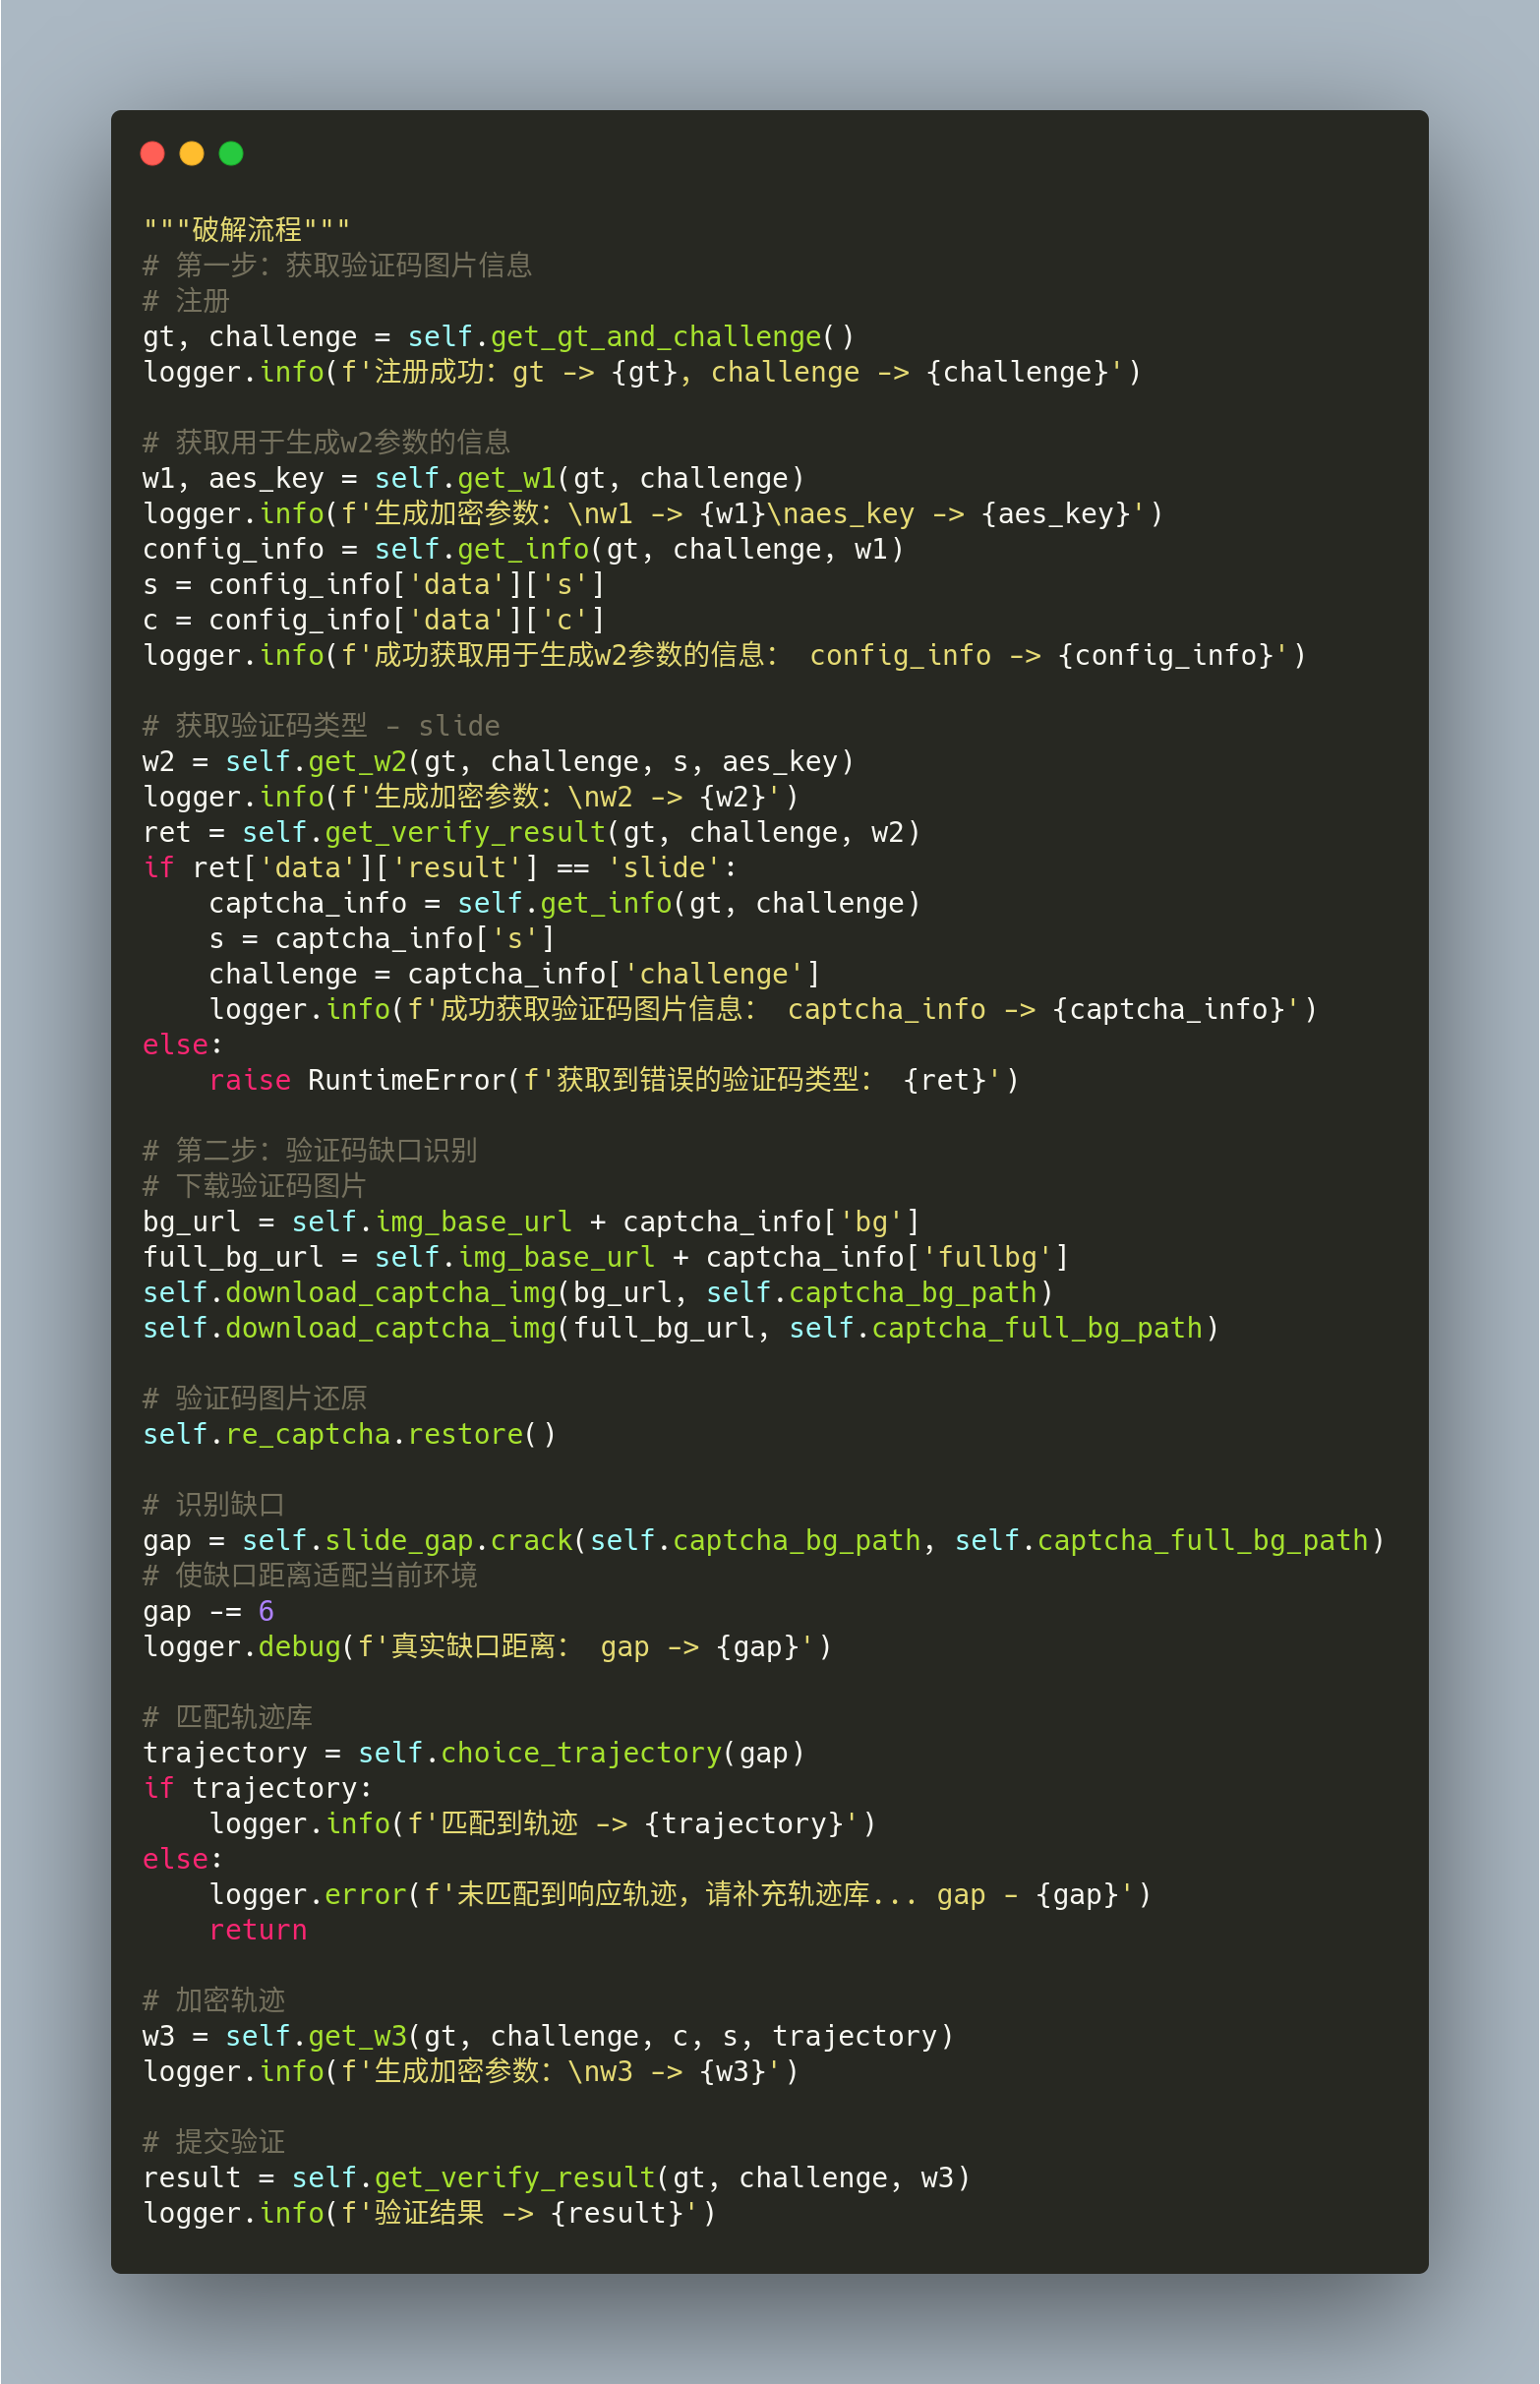 """破解流程"""
# 第一步：获取验证码图片信息
# 注册
gt, challenge = self.get_gt_and_challenge()
logger.info(f'注册成功：gt -> {gt}, challenge -> {challenge}')

# 获取用于生成w2参数的信息
w1, aes_key = self.get_w1(gt, challenge)
logger.info(f'生成加密参数：\nw1 -> {w1}\naes_key -> {aes_key}')
config_info = self.get_info(gt, challenge, w1)
s = config_info['data']['s']
c = config_info['data']['c']
logger.info(f'成功获取用于生成w2参数的信息： config_info -> {config_info}')

# 获取验证码类型 - slide
w2 = self.get_w2(gt, challenge, s, aes_key)
logger.info(f'生成加密参数：\nw2 -> {w2}')
ret = self.get_verify_result(gt, challenge, w2)
if ret['data']['result'] == 'slide':
    captcha_info = self.get_info(gt, challenge)
    s = captcha_info['s']
    challenge = captcha_info['challenge']
    logger.info(f'成功获取验证码图片信息： captcha_info -> {captcha_info}')
else:
    raise RuntimeError(f'获取到错误的验证码类型： {ret}')

# 第二步：验证码缺口识别
# 下载验证码图片
bg_url = self.img_base_url + captcha_info['bg']
full_bg_url = self.img_base_url + captcha_info['fullbg']
self.download_captcha_img(bg_url, self.captcha_bg_path)
self.download_captcha_img(full_bg_url, self.captcha_full_bg_path)

# 验证码图片还原
self.re_captcha.restore()

# 识别缺口
gap = self.slide_gap.crack(self.captcha_bg_path, self.captcha_full_bg_path)
# 使缺口距离适配当前环境
gap -= 6
logger.debug(f'真实缺口距离： gap -> {gap}')

# 匹配轨迹库
trajectory = self.choice_trajectory(gap)
if trajectory:
    logger.info(f'匹配到轨迹 -> {trajectory}')
else:
    logger.error(f'未匹配到响应轨迹，请补充轨迹库... gap - {gap}')
    return

# 加密轨迹
w3 = self.get_w3(gt, challenge, c, s, trajectory)
logger.info(f'生成加密参数：\nw3 -> {w3}')

# 提交验证
result = self.get_verify_result(gt, challenge, w3)
logger.info(f'验证结果 -> {result}')